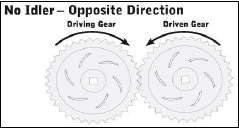 No Idler – Opposite Direction
Driving Gear Driven Gear